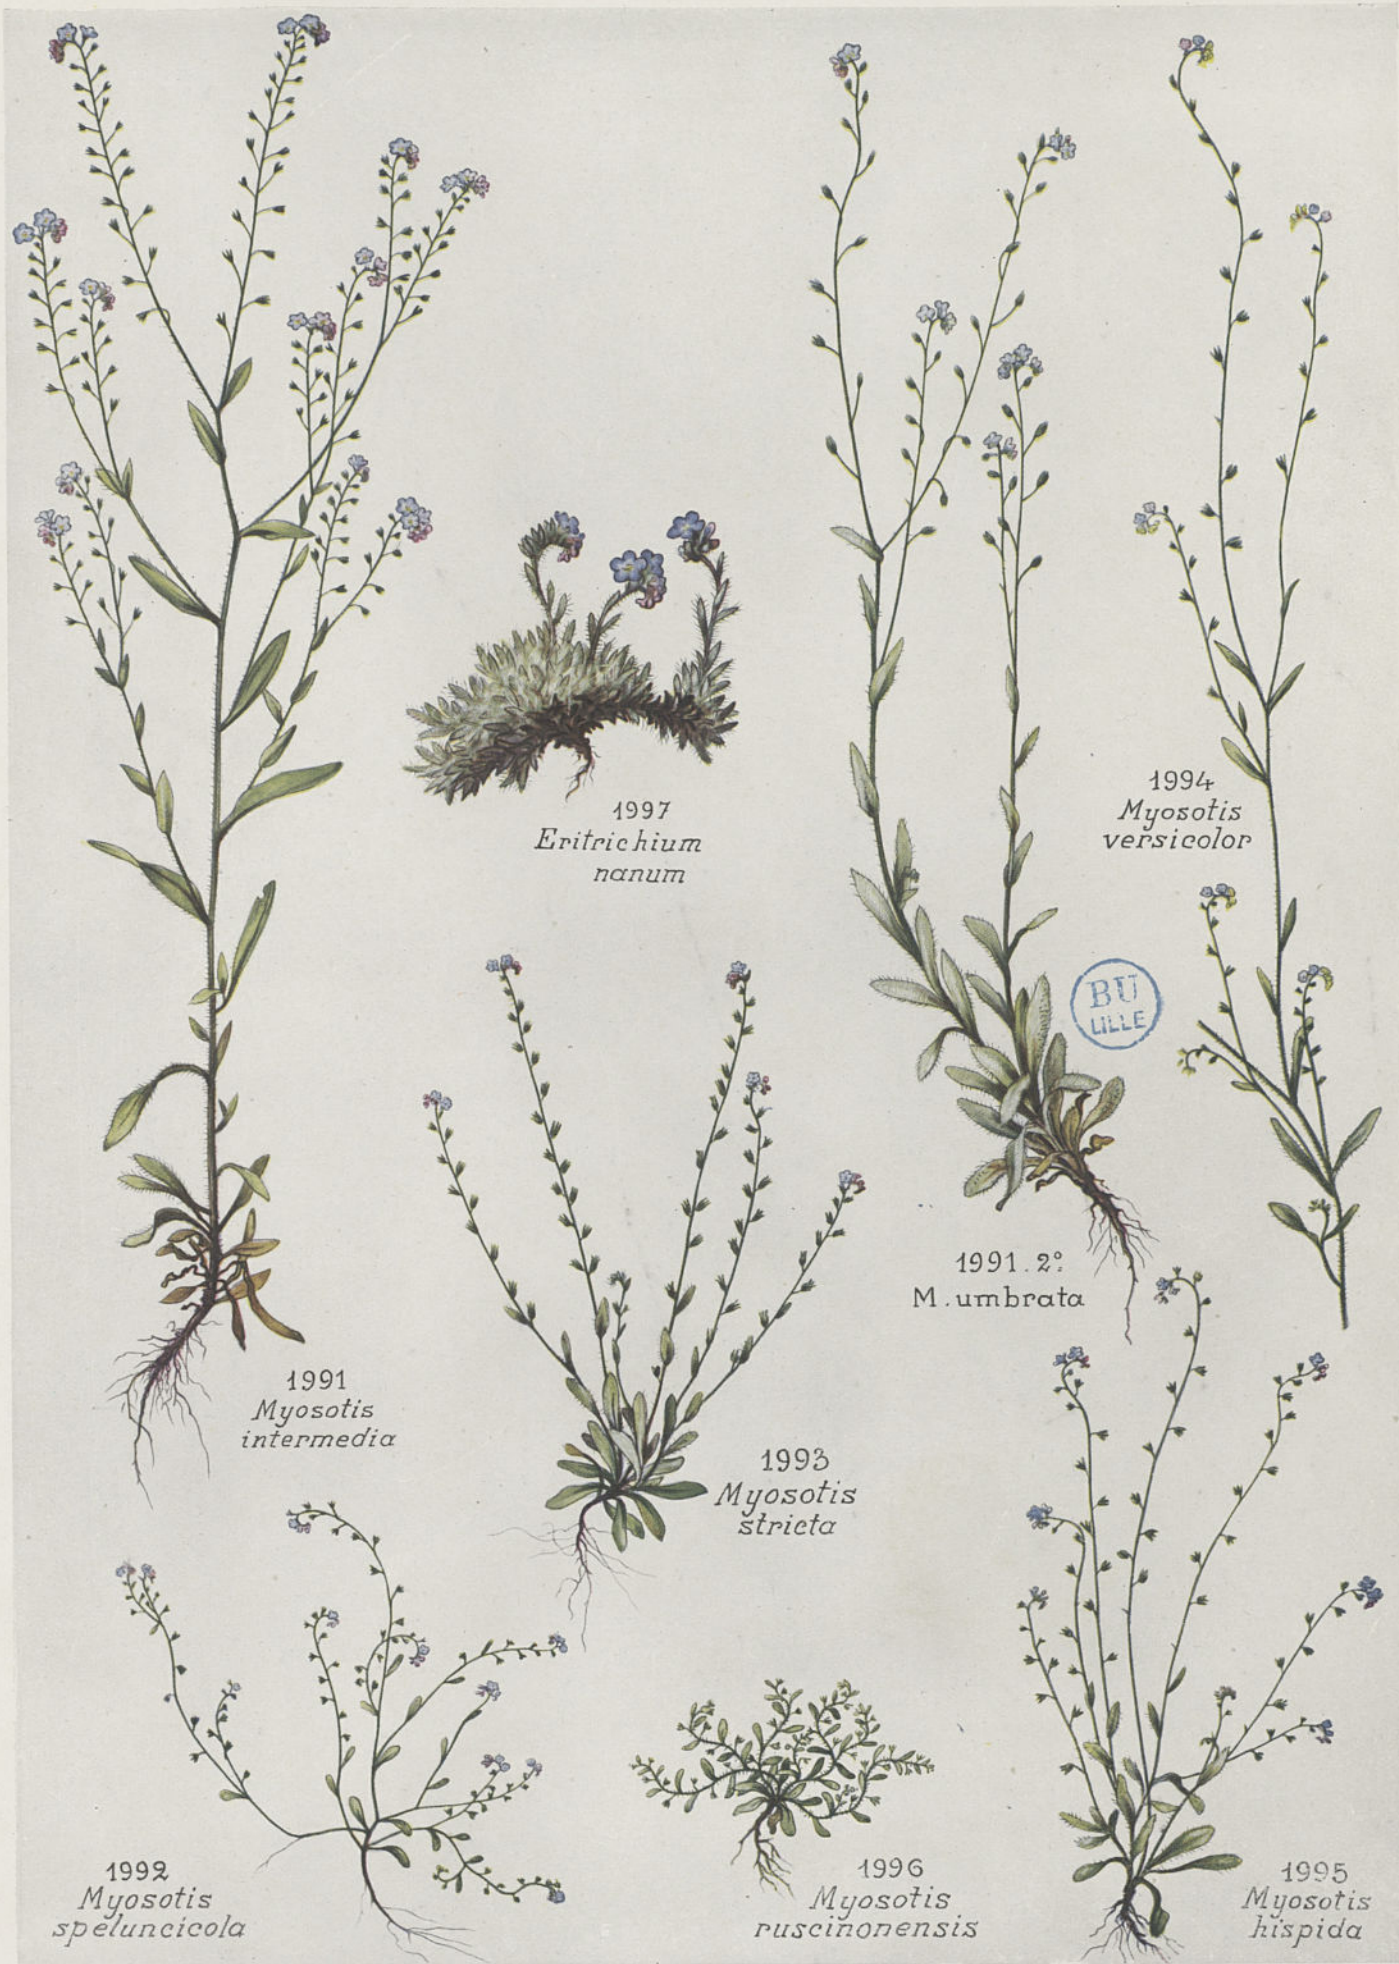 1997
Eritrichium
nanum
1994
Myosotis
versicolor
BU
LILLE
1991.2°.
M. umbrata
1991
Myosotis
intermedia
1993
Myosotis
stricta
1992
Myosotis
speluncicola
1996
Myosotis
ruscinonensis
1995
Myosotis
hispida